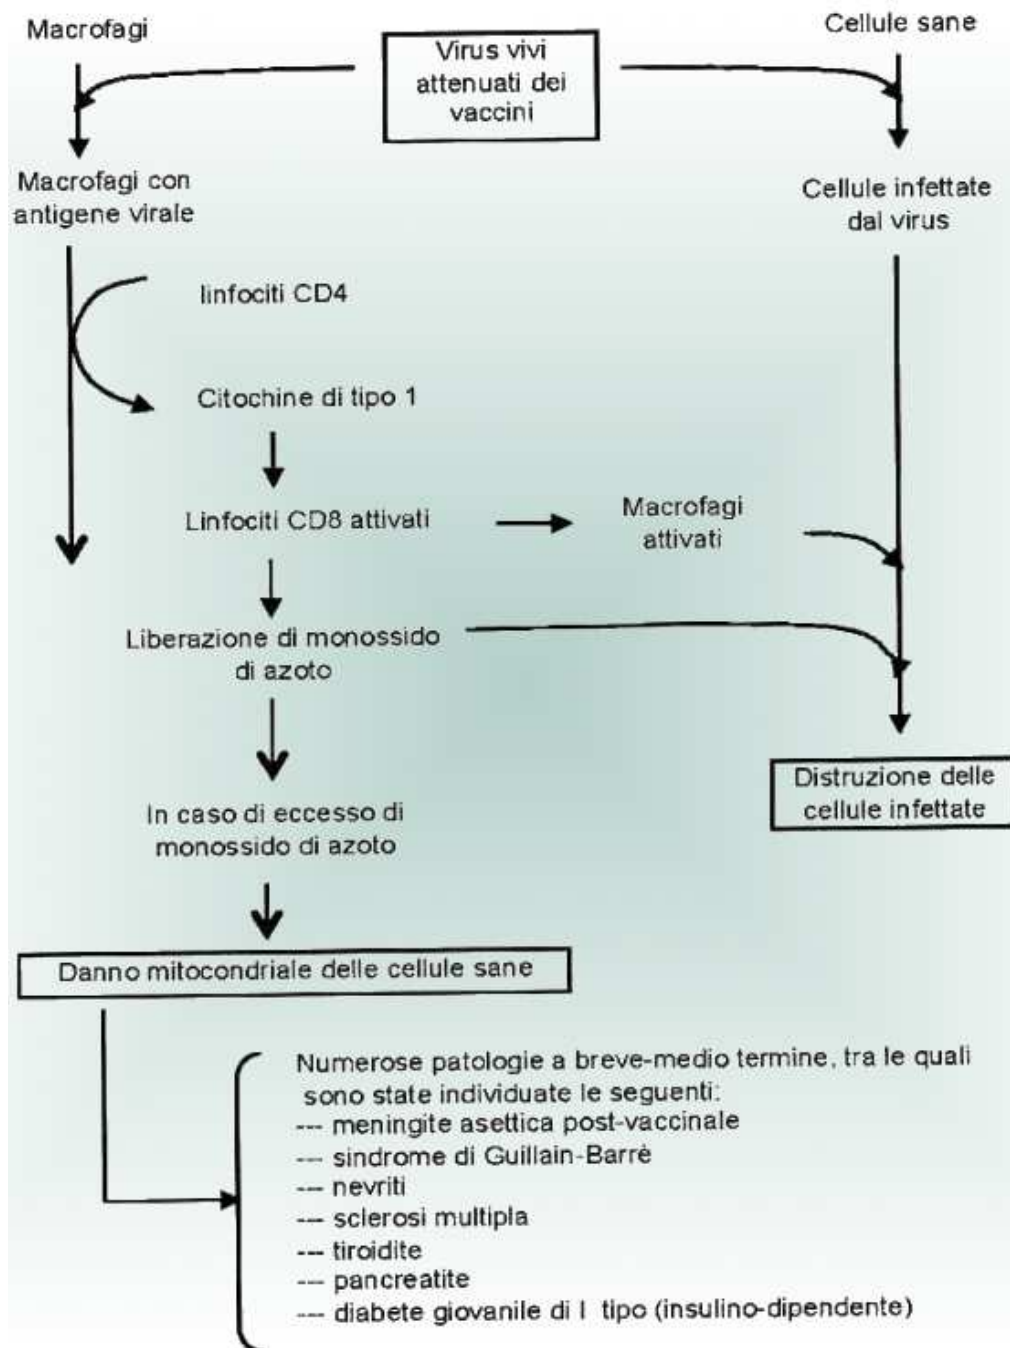 Macrofagi
Cellule sane
Virus vivi
attenuati dei
vaccini
Macrofagi con
antigene virale
Cellule infettate
dal virus
linfociti CD4
Citochine di tipo 1
Linfociti CD8 attivati
Macrofagi
attivati
Liberazione di monossido
di azoto
Distruzione delle
cellule infettate
In caso di eccesso di
monossido di azoto
Danno mitocondriale delle cellule sane
Numerose patologie a breve-medio termine, tra le quali
sono state individuate le seguenti:
--- meningite asettica post-vaccinale
--- sindrome di Guillain-Barrè
--- nevriti
--- sclerosi multipla
--- tiroidite
--- pancreatite
--- diabete giovanile di I tipo (insulino-dipendente)